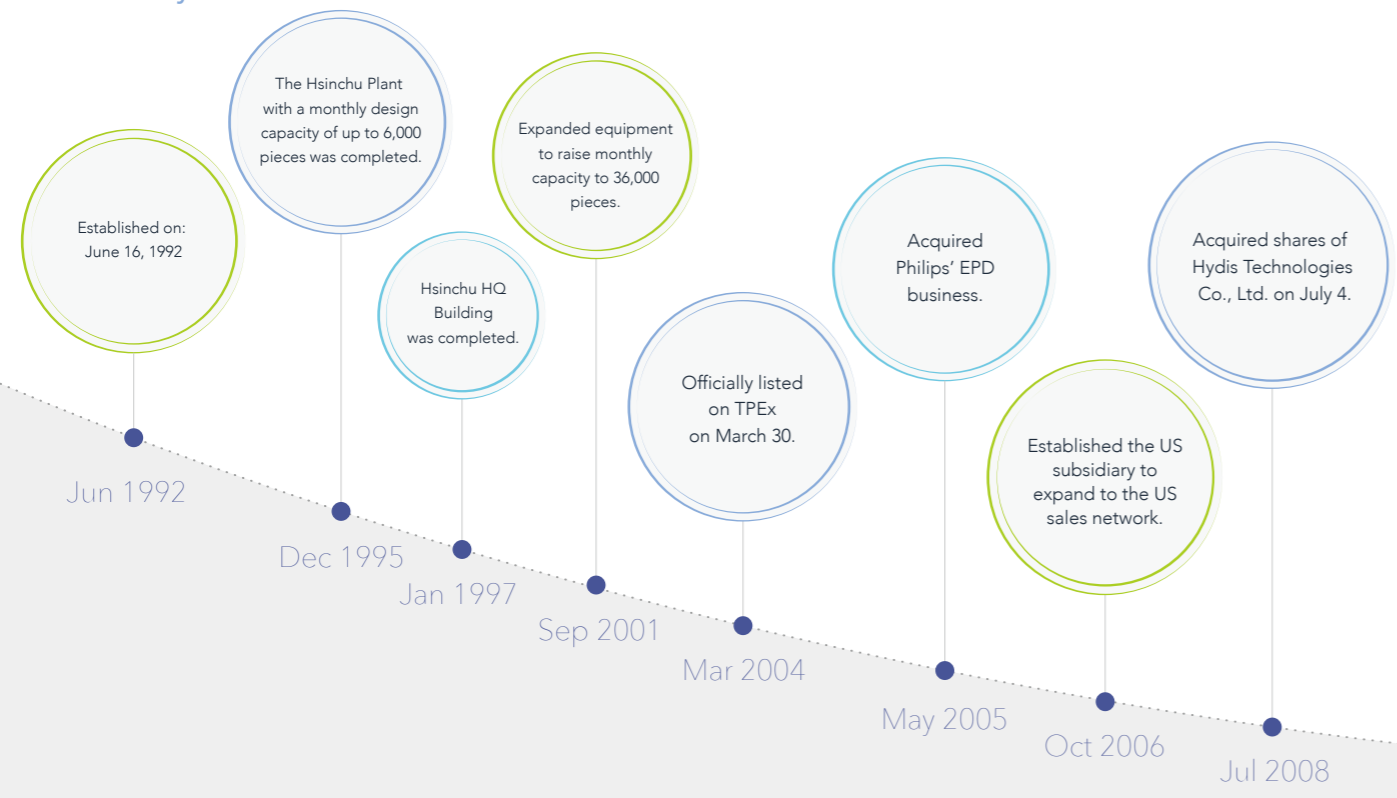 Established on:
June 16, 1992
Jun 1992
The Hsinchu Plant
with a monthly design
capacity of up to 6,000
pieces was completed.
Dec 1995
Hsinchu HQ
Building
was completed.
Jan 1997
Expanded equipment
to raise monthly
capacity to 36,000
pieces.
Sep 2001
Officially listed
on TPEx
on March 30.
Mar 2004
Acquired
Philips’ EPD
business.
May 2005
Established the US
subsidiary to
expand to the US
sales network.
Oct 2006
Acquired shares of
Hydis Technologies
Co., Ltd. on July 4.
Jul 2008